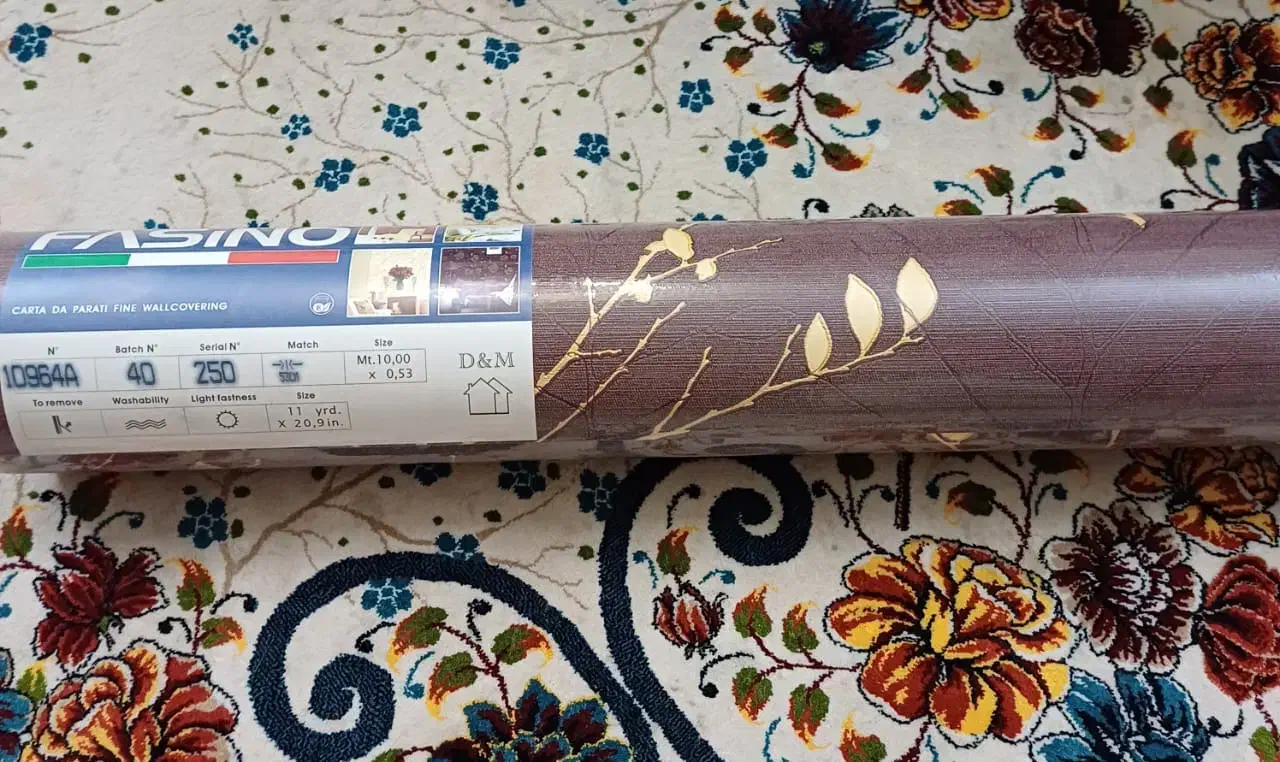 FASINO
CARTA DA PARATI FINE WALLCOVERING
N° Batch N° Serial N° Match Size
10964A 40 250 53cm Mt.10,00
x 0,53
D&M
To remove Washability Light fastness Size
11 yrd.
x 20,9in.